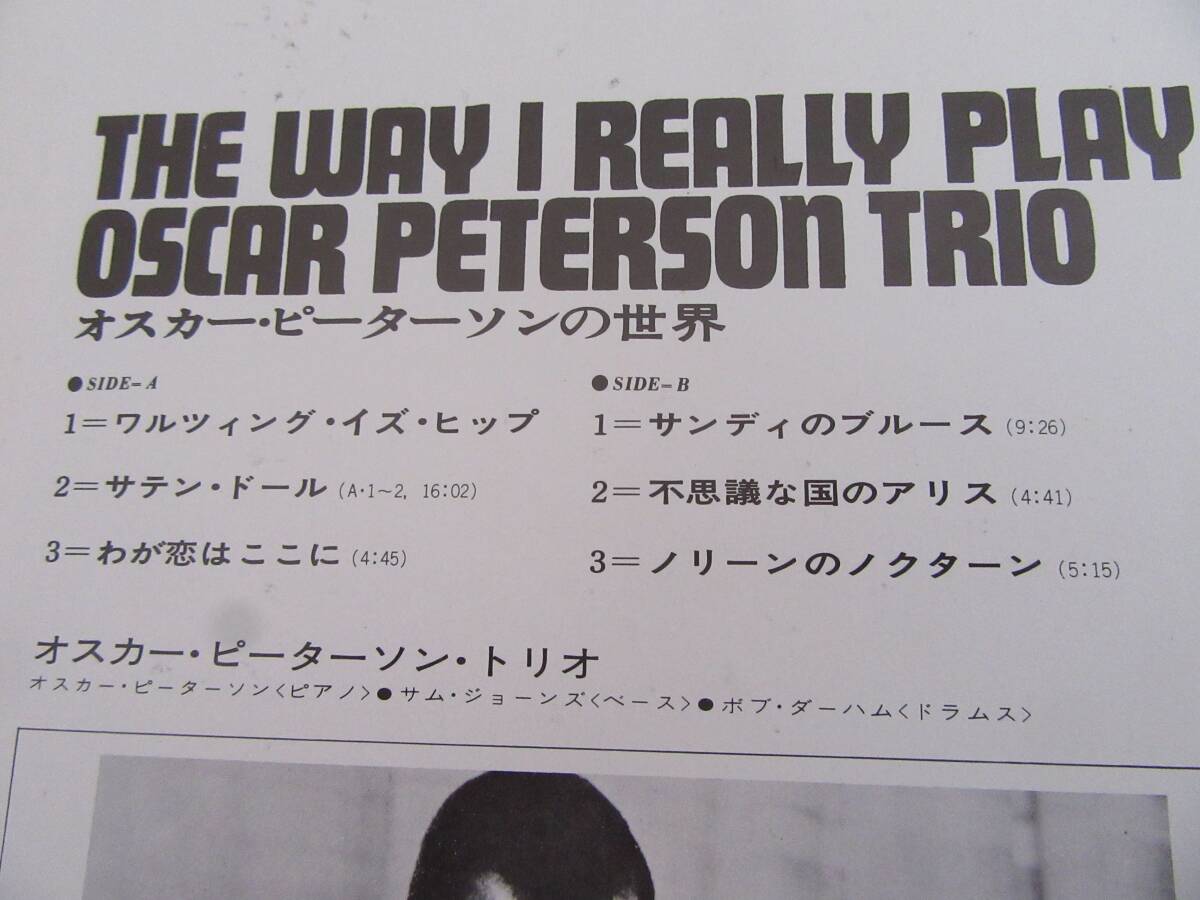 THE WAY I REALLY PLAY
OSCAR PETERSON TRIO
オスカー・ピーターソンの世界
●SIDE=A
1=ワルツィング・イズ・ヒップ
2=サテン・ドール (A・1~2, 16:02)
3=わが恋はここに (4:45)
●SIDE=B
1=サンディのブルース (9:26)
2=不思議な国のアリス (4:41)
3=ノリーンのノクターン (5:15)
オスカー・ピーターソン・トリオ
オスカー・ピーターソン<ピアノ>●サム・ジョーンズ<ベース>●ボブ・ダーハム<ドラムス>